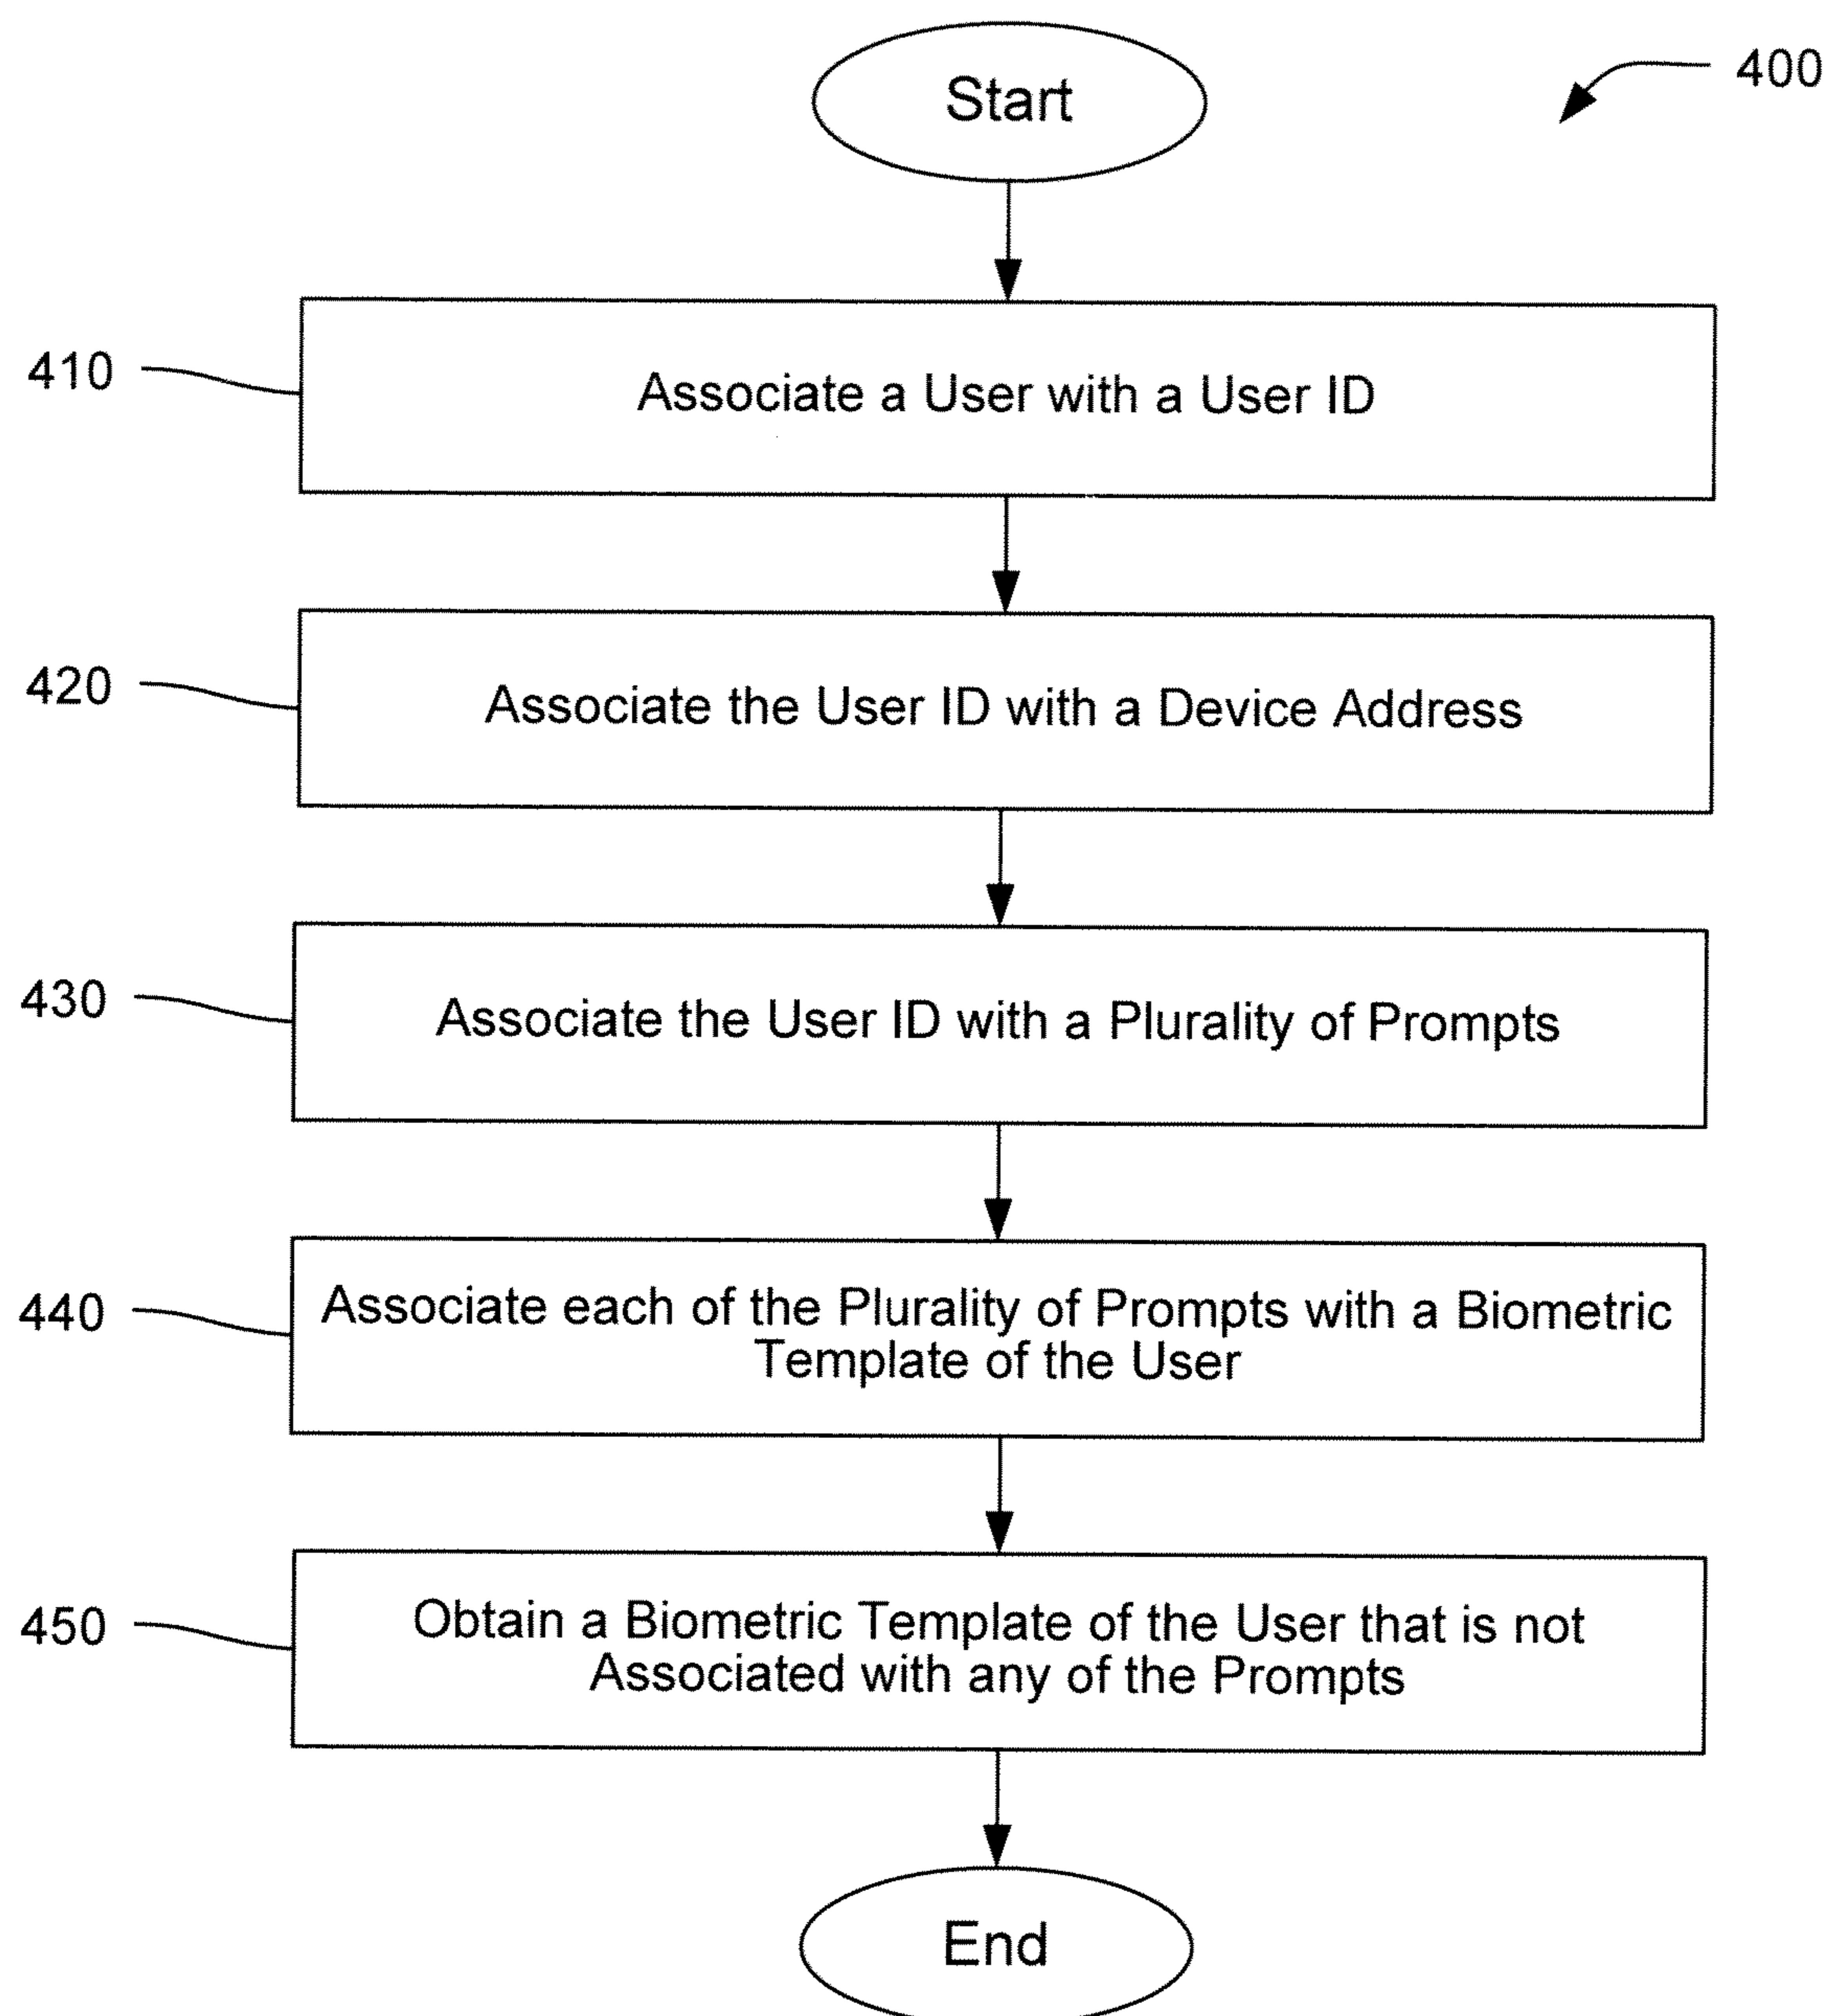 Start
400
410
Associate a User with a User ID
420
Associate the User ID with a Device Address
430
Associate the User ID with a Plurality of Prompts
440
Associate each of the Plurality of Prompts with a Biometric
Template of the User
450
Obtain a Biometric Template of the User that is not
Associated with any of the Prompts
End